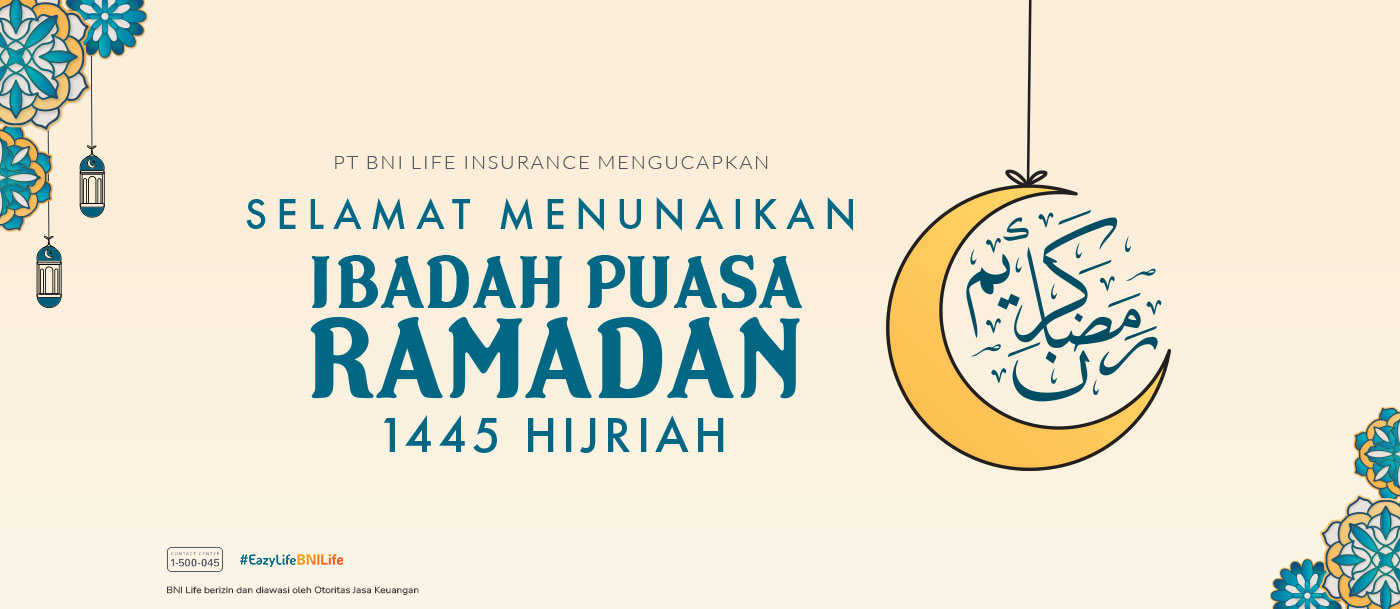 PT BNI LIFE INSURANCE MENGUCAPKAN
SELAMAT MENUNAIKAN
IBADAH PUASA
RAMADAN
1445 HIJRIAH
رمضان كريم
CONTACT CENTER
1-500-045
#EazyLifeBNILife
BNI Life berizin dan diawasi oleh Otoritas Jasa Keuangan